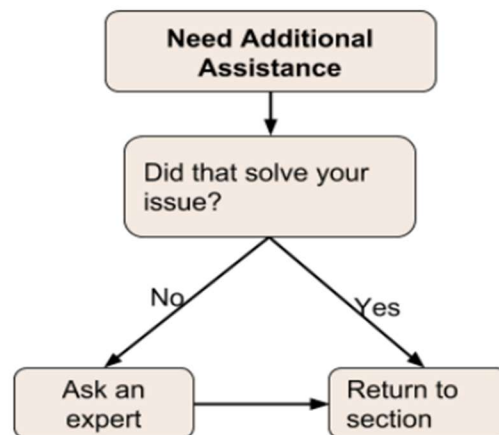 Need Additional
Assistance
Did that solve your
issue?
No
Yes
Ask an
expert
Return to
section